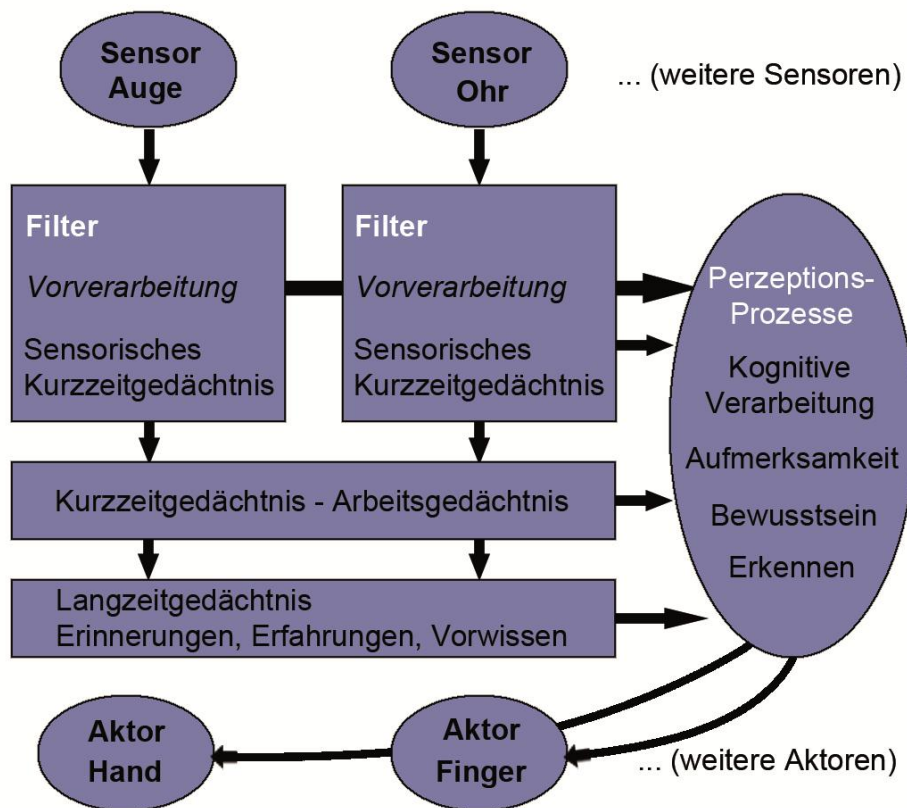 Sensor
Auge
Sensor
Ohr
... (weitere Sensoren)
Filter
Vorverarbeitung
Sensorisches
Kurzzeitgedächtnis
Filter
Vorverarbeitung
Sensorisches
Kurzzeitgedächtnis
Perzeptions-
Prozesse
Kognitive
Verarbeitung
Aufmerksamkeit
Bewusstsein
Erkennen
Kurzzeitgedächtnis - Arbeitsgedächtnis
Langzeitgedächtnis
Erinnerungen, Erfahrungen, Vorwissen
Aktor
Hand
Aktor
Finger
... (weitere Aktoren)